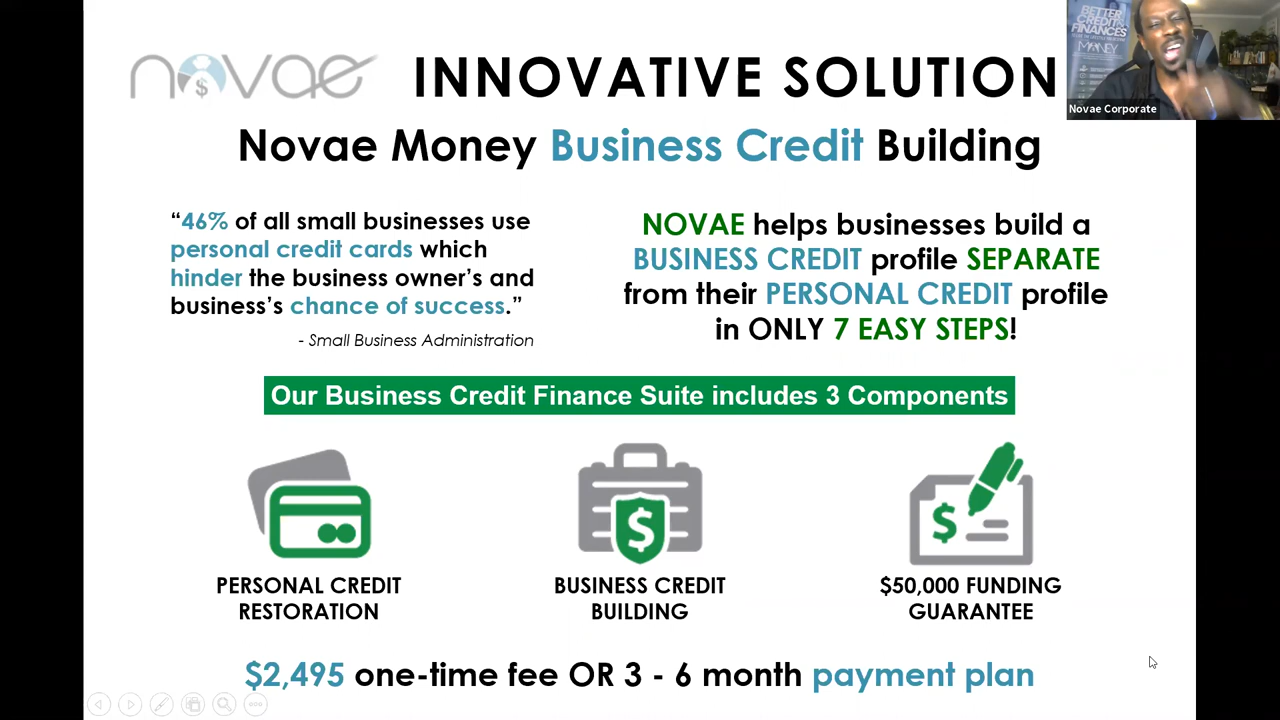 novae
INNOVATIVE SOLUTION
Novae Money Business Credit Building
“46% of all small businesses use
personal credit cards which
hinder the business owner’s and
business’s chance of success.”
- Small Business Administration
NOVAE helps businesses build a
BUSINESS CREDIT profile SEPARATE
from their PERSONAL CREDIT profile
in ONLY 7 EASY STEPS!
Our Business Credit Finance Suite includes 3 Components
PERSONAL CREDIT
RESTORATION
BUSINESS CREDIT
BUILDING
$50,000 FUNDING
GUARANTEE
$2,495 one-time fee OR 3 - 6 month payment plan
BETTER
CREDIT
FINANCES
MONEY
Novae Corporate